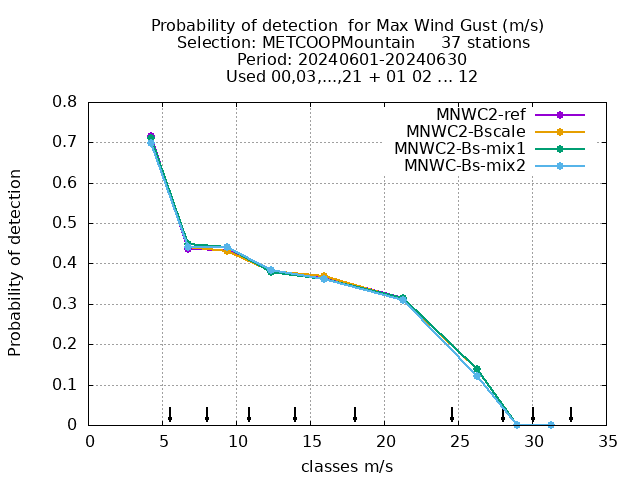 Probability of detection  for Max Wind Gust (m/s)
Selection: METCOOPMountain     37 stations
Period: 20240601-20240630
Used 00,03,...,21 + 01 02 ... 12
MNWC2-ref
MNWC2-Bscale
MNWC2-Bs-mix1
MNWC-Bs-mix2
Probability of detection
0.8
0.7
0.6
0.5
0.4
0.3
0.2
0.1
0
0 5 10 15 20 25 30 35
classes m/s